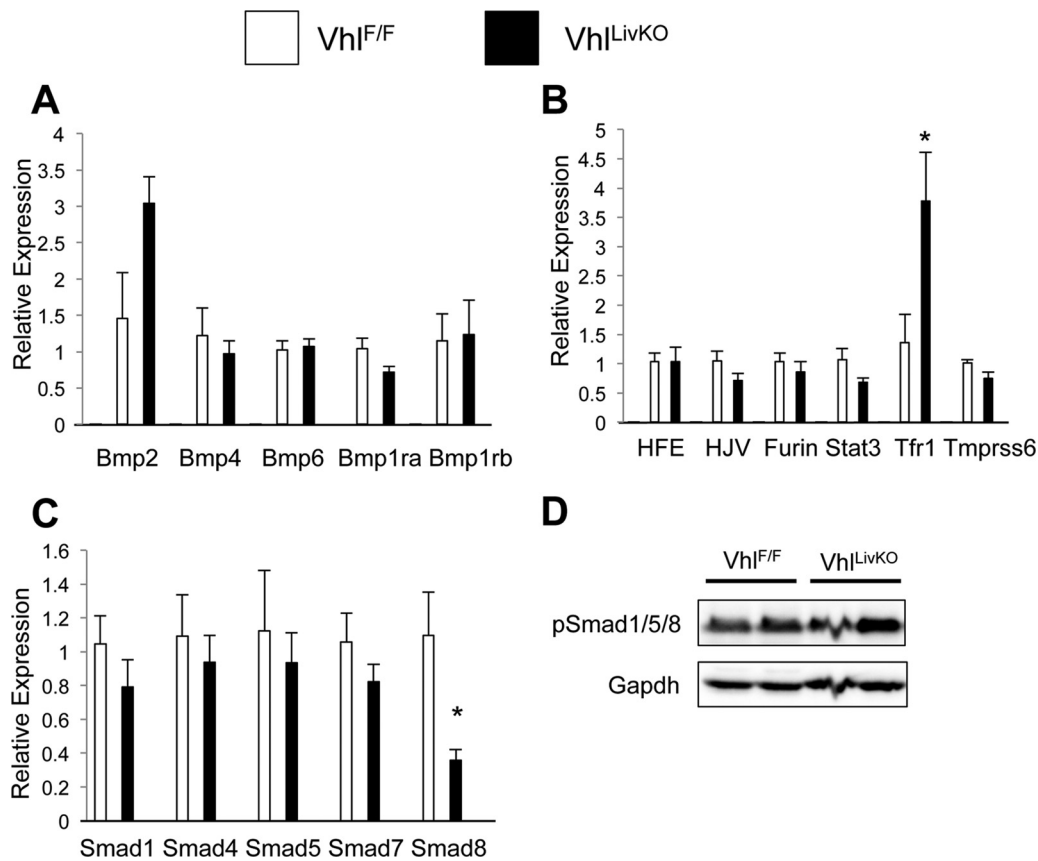 Vhl^F/F Vhl^LivKO
A
Relative Expression
4
3.5
3
2.5
2
1.5
1
0.5
0
Bmp2 Bmp4 Bmp6 Bmp1ra Bmp1rb
B
Relative Expression
5
4.5
4
3.5
3
2.5
2
1.5
1
0.5
0
*
HFE HJV Furin Stat3 Tfr1 Tmprss6
C
Relative Expression
1.6
1.4
1.2
1
0.8
0.6
0.4
0.2
0
*
Smad1 Smad4 Smad5 Smad7 Smad8
D
Vhl^F/F Vhl^LivKO
pSmad1/5/8
Gapdh